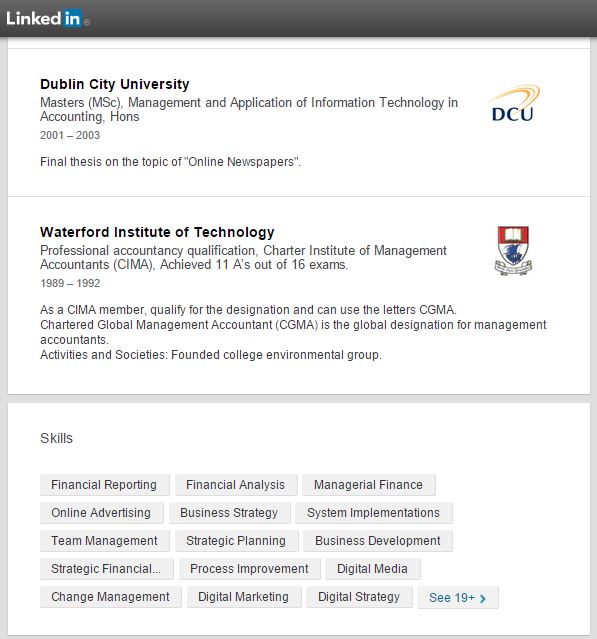 Linked in®
Dublin City University
Masters (MSc), Management and Application of Information Technology in
Accounting, Hons
2001 – 2003
DCU
Final thesis on the topic of "Online Newspapers".
Waterford Institute of Technology
Professional accountancy qualification, Charter Institute of Management
Accountants (CIMA), Achieved 11 A's out of 16 exams.
1989 – 1992
As a CIMA member, qualify for the designation and can use the letters CGMA.
Chartered Global Management Accountant (CGMA) is the global designation for management
accountants.
Activities and Societies: Founded college environmental group.
Skills
Financial Reporting Financial Analysis Managerial Finance
Online Advertising Business Strategy System Implementations
Team Management Strategic Planning Business Development
Strategic Financial... Process Improvement Digital Media
Change Management Digital Marketing Digital Strategy See 19+ >